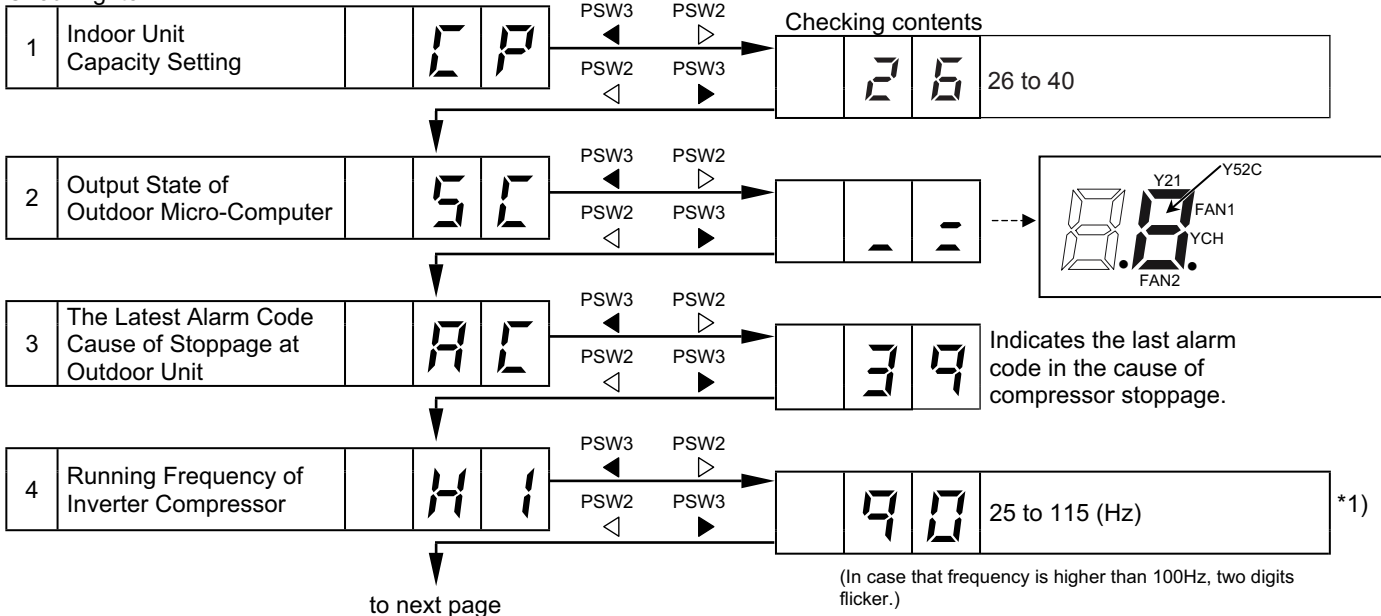 PSW3 PSW2
Checking contents
1 Indoor Unit
Capacity Setting
CP
PSW2 PSW3
26 26 to 40
PSW3 PSW2
2 Output State of
Outdoor Micro-Computer
SC
PSW2 PSW3
Y52C
Y21
FAN1
YCH
FAN2
PSW3 PSW2
3 The Latest Alarm Code
Cause of Stoppage at
Outdoor Unit
AC
PSW2 PSW3
39
Indicates the last alarm
code in the cause of
compressor stoppage.
PSW3 PSW2
4 Running Frequency of
Inverter Compressor
H1
PSW2 PSW3
90 25 to 115 (Hz) *1)
(In case that frequency is higher than 100Hz, two digits
flicker.)
to next page